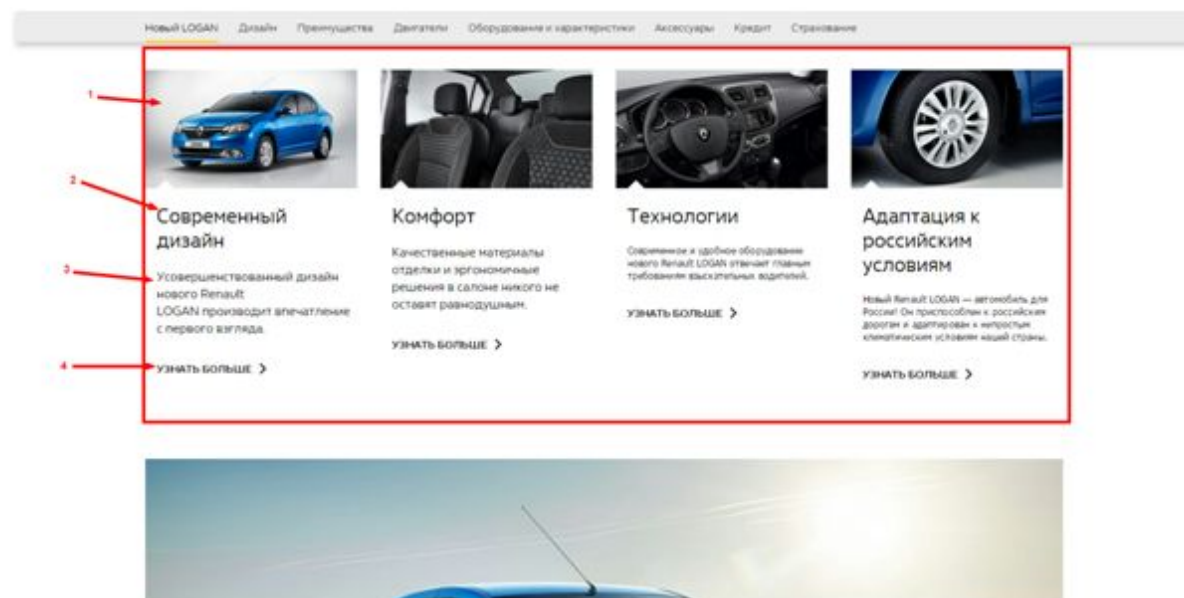 Новый LOGAN Дизайн Преимущества Двигатели Оборудование и характеристики Аксессуары Кредит Страхование
1
2
Современный
дизайн
3
Усовершенствованный дизайн
нового Renault
LOGAN производит впечатление
с первого взгляда.
4
УЗНАТЬ БОЛЬШЕ
Комфорт
Качественные материалы
отделки и эргономичные
решения в салоне никого не
оставят равнодушным.
УЗНАТЬ БОЛЬШЕ
Технологии
Современное и удобное оборудование
нового Renault LOGAN отвечает главным
требованиям взыскательных водителей.
УЗНАТЬ БОЛЬШЕ
Адаптация к
российским
условиям
Новый Renault LOGAN — автомобиль для
России! Он приспособлен к российским
дорогам и адаптирован к непростым
климатическим условиям нашей страны.
УЗНАТЬ БОЛЬШЕ